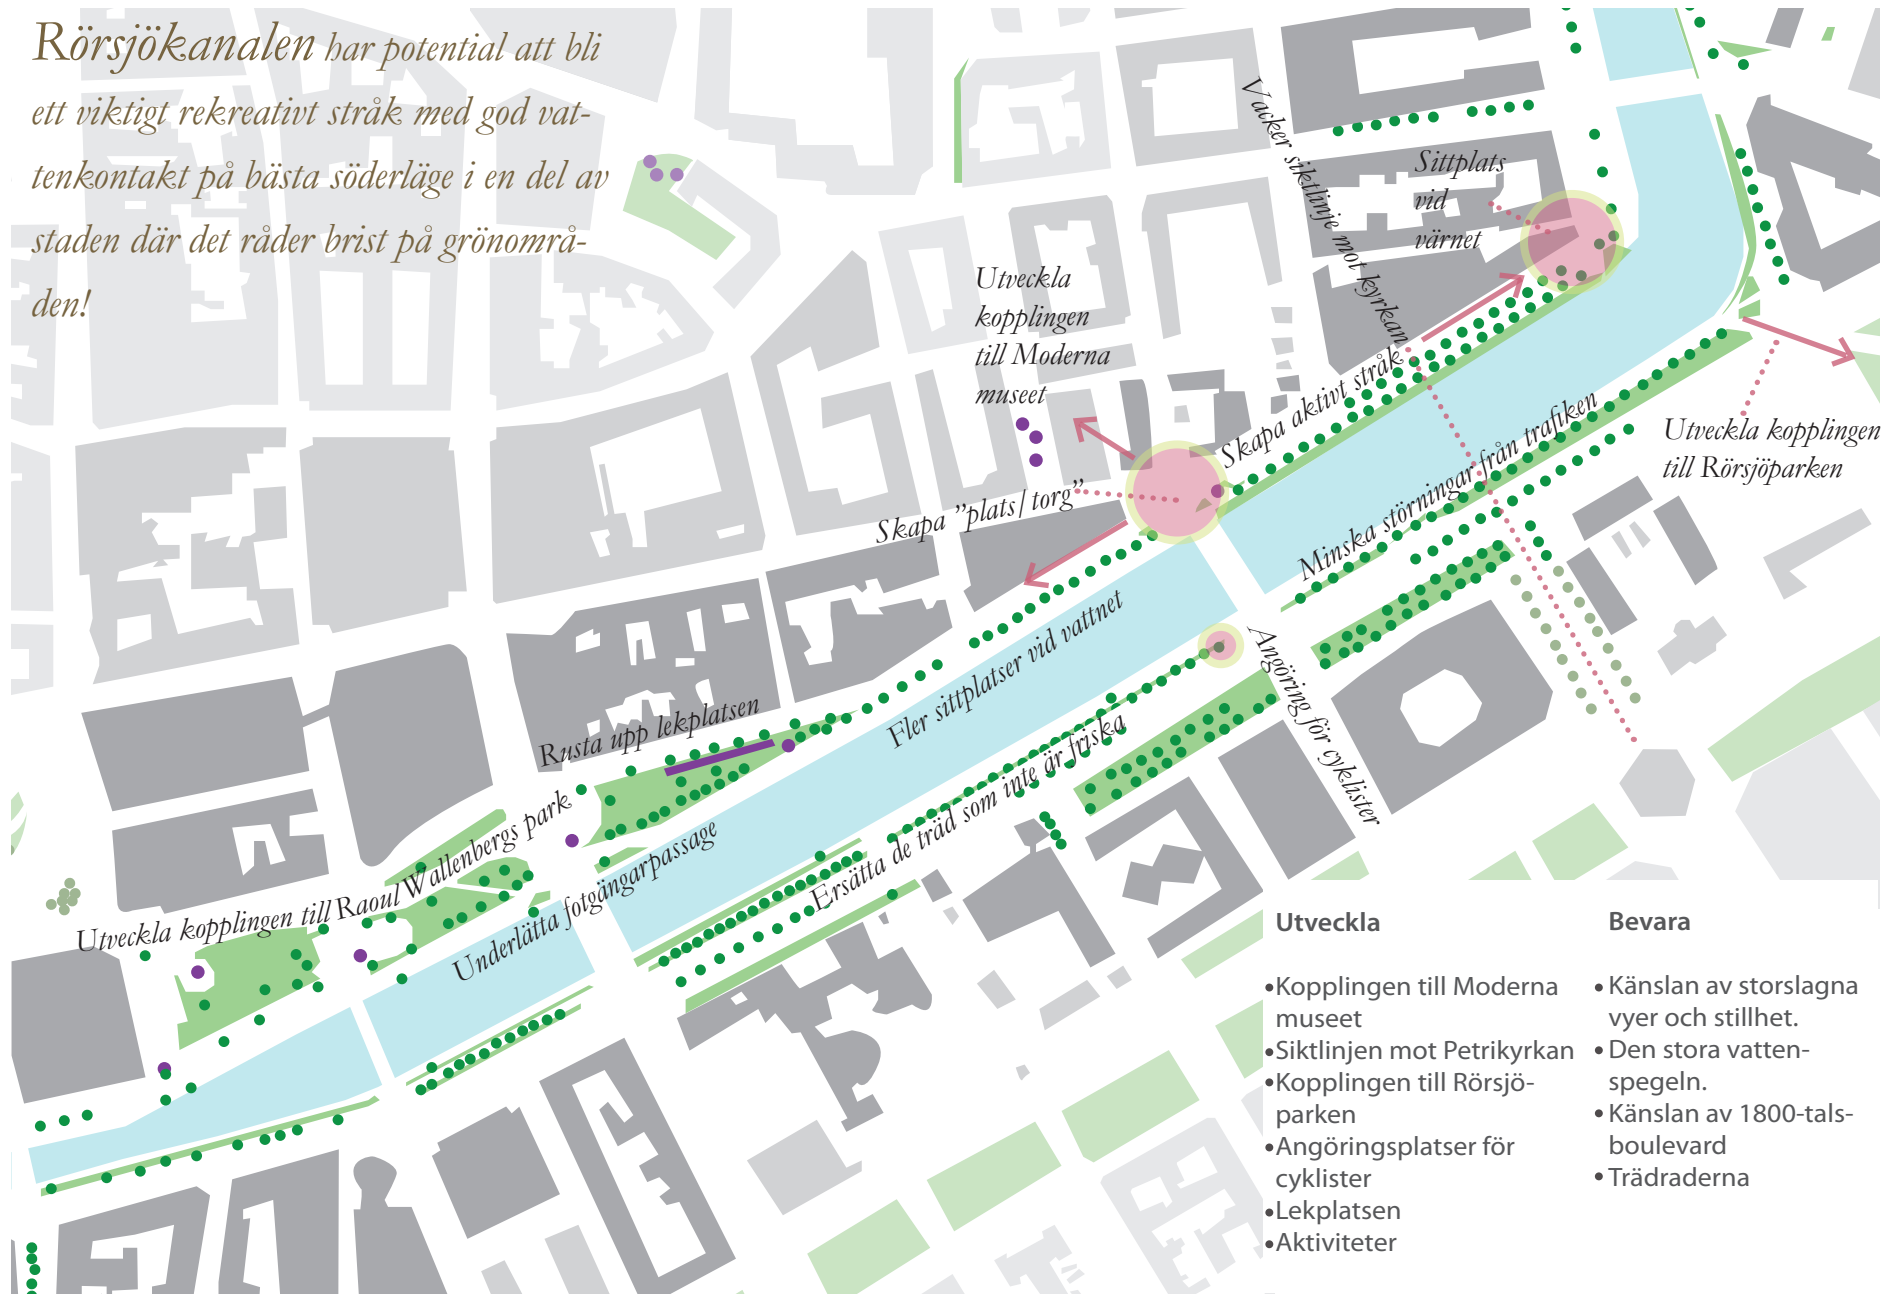 Rörsjökanalen har potential att bli
ett viktigt rekreativt stråk med god vat-
tenkontakt på bästa söderläge i en del av
staden där det råder brist på grönområ-
den!
Vacker siktlinje mot kyrkan
Sittplats
vid
värnet
Utveckla
kopplingen
till Moderna
museet
Skapa aktivt stråk
Utveckla kopplingen
till Rörsjöparken
Skapa ”plats/torg”
Minska störningar från trafiken
Fler sittplatser vid vattnet
Angöring för cyklister
Rusta upp lekplatsen
Ersätta de träd som inte är friska
Utveckla kopplingen till Raoul Wallenbergs park
Underlätta fotgängarpassage
Utveckla
•Kopplingen till Moderna
museet
•Siktlinjen mot Petrikyrkan
•Kopplingen till Rörsjö-
parken
•Angöringsplatser för
cyklister
•Lekplatsen
•Aktiviteter
Bevara
•Känslan av storslagna
vyer och stillhet.
•Den stora vatten-
spegeln.
•Känslan av 1800-tals-
boulevard
•Trädraderna